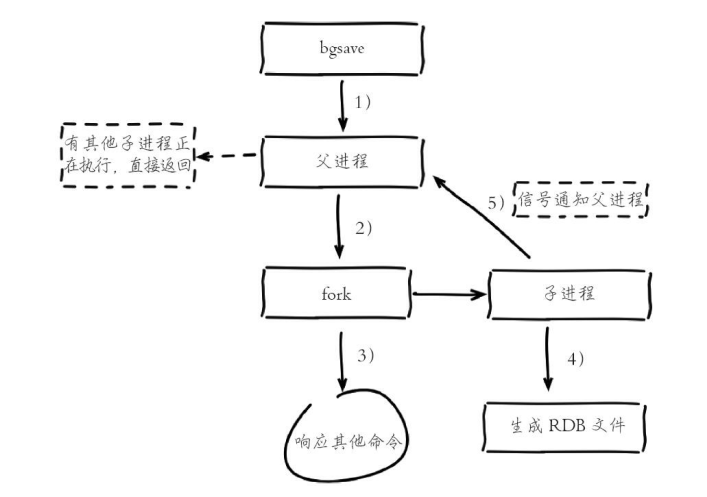 bgsave
1)
有其他子进程正
在执行，直接返回
父进程
5)
信号通知父进程
2)
fork
子进程
3)
4)
响应其他命令
生成 RDB 文件